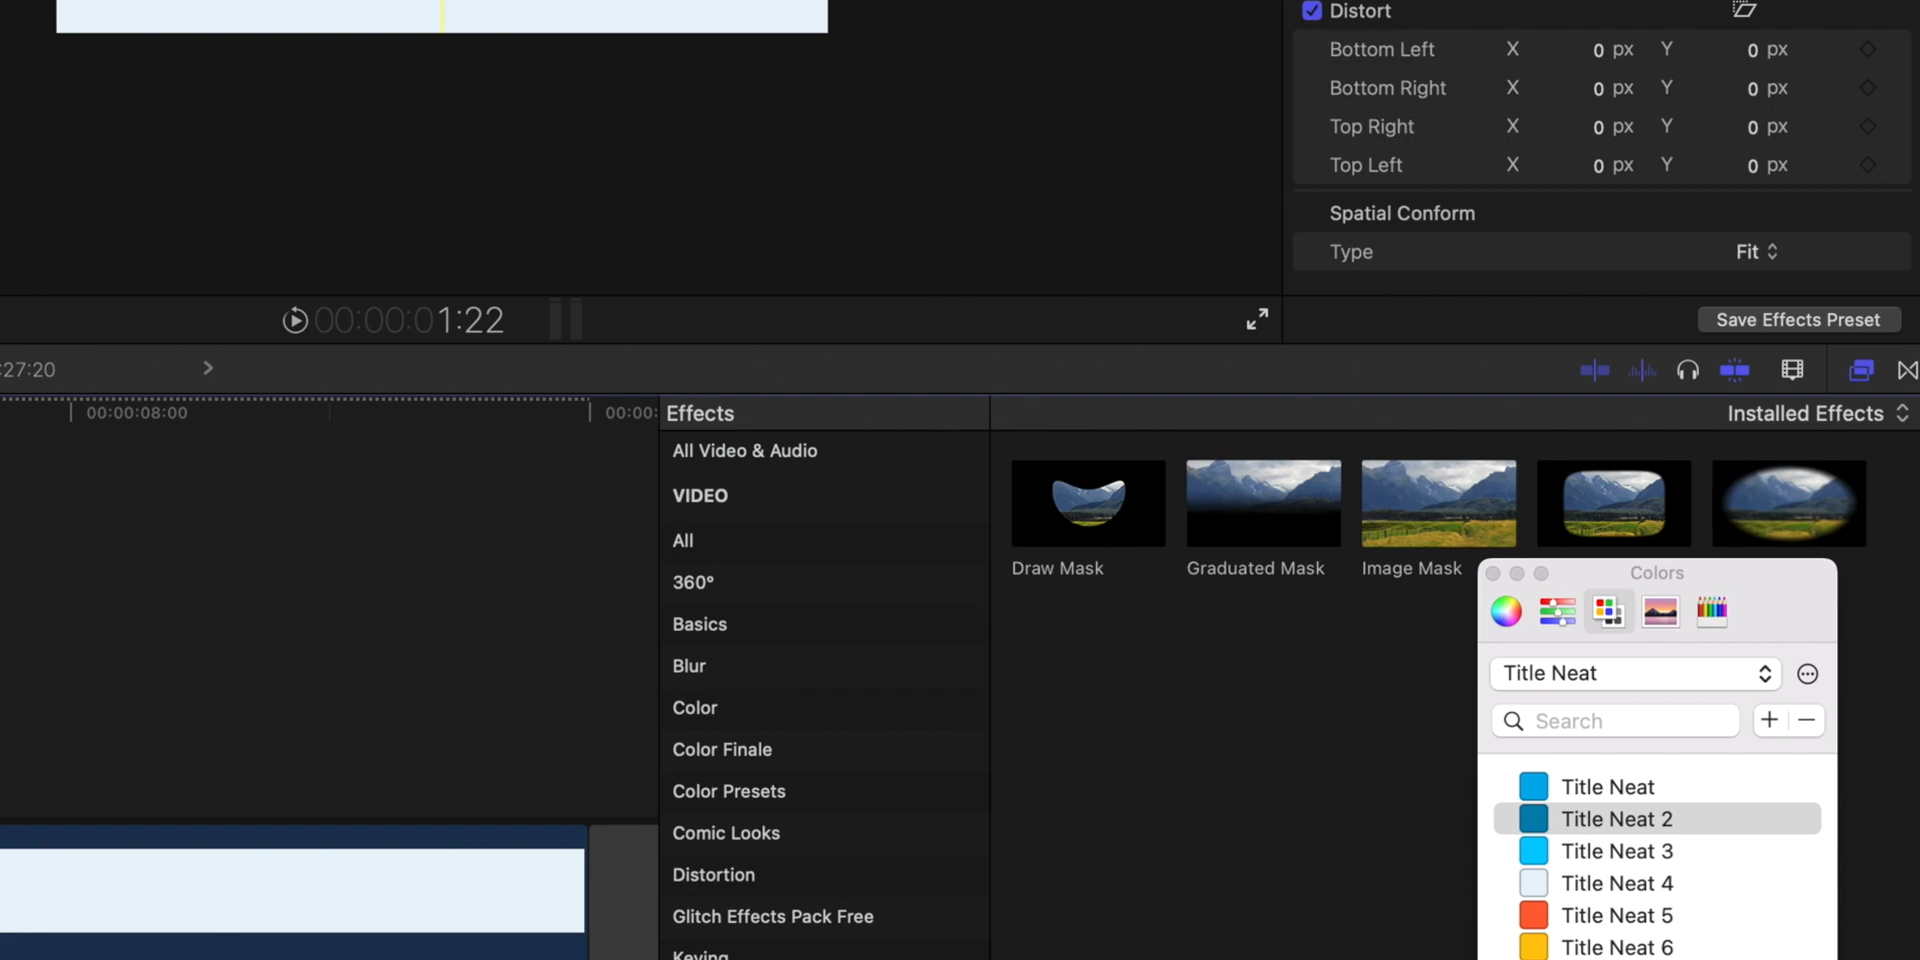 Distort
Bottom Left X 0 px Y 0 px
Bottom Right X 0 px Y 0 px
Top Right X 0 px Y 0 px
Top Left X 0 px Y 0 px
Spatial Conform
Type Fit
00:00:01:22
Save Effects Preset
:27:20
00:00:08:00
00:00:
Effects
Installed Effects
All Video & Audio
VIDEO
All
360°
Basics
Blur
Color
Color Finale
Color Presets
Comic Looks
Distortion
Glitch Effects Pack Free
Keying
Draw Mask
Graduated Mask
Image Mask
Colors
Title Neat
Search
Title Neat
Title Neat 2
Title Neat 3
Title Neat 4
Title Neat 5
Title Neat 6